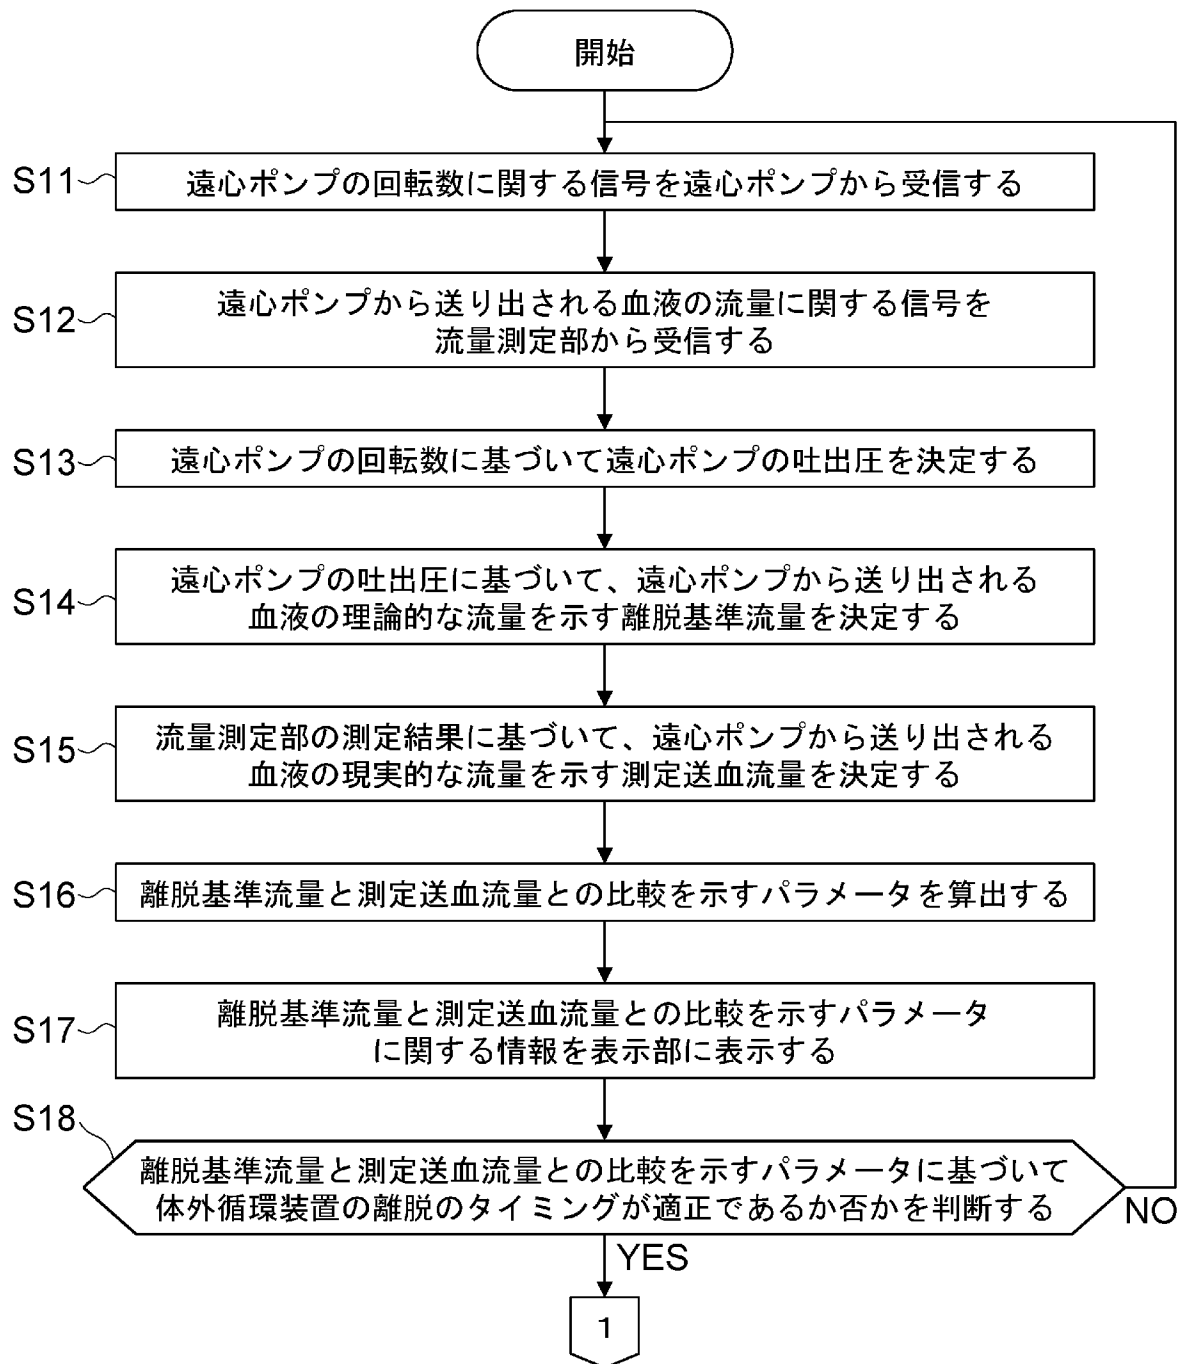 開始
S11
遠心ポンプの回転数に関する信号を遠心ポンプから受信する
S12
遠心ポンプから送り出される血液の流量に関する信号を
流量測定部から受信する
S13
遠心ポンプの回転数に基づいて遠心ポンプの吐出圧を決定する
S14
遠心ポンプの吐出圧に基づいて、遠心ポンプから送り出される
血液の理論的な流量を示す離脱基準流量を決定する
S15
流量測定部の測定結果に基づいて、遠心ポンプから送り出される
血液の現実的な流量を示す測定送血流量を決定する
S16
離脱基準流量と測定送血流量との比較を示すパラメータを算出する
S17
離脱基準流量と測定送血流量との比較を示すパラメータ
に関する情報を表示部に表示する
S18
離脱基準流量と測定送血流量との比較を示すパラメータに基づいて
体外循環装置の離脱のタイミングが適正であるか否かを判断する
NO
YES
1